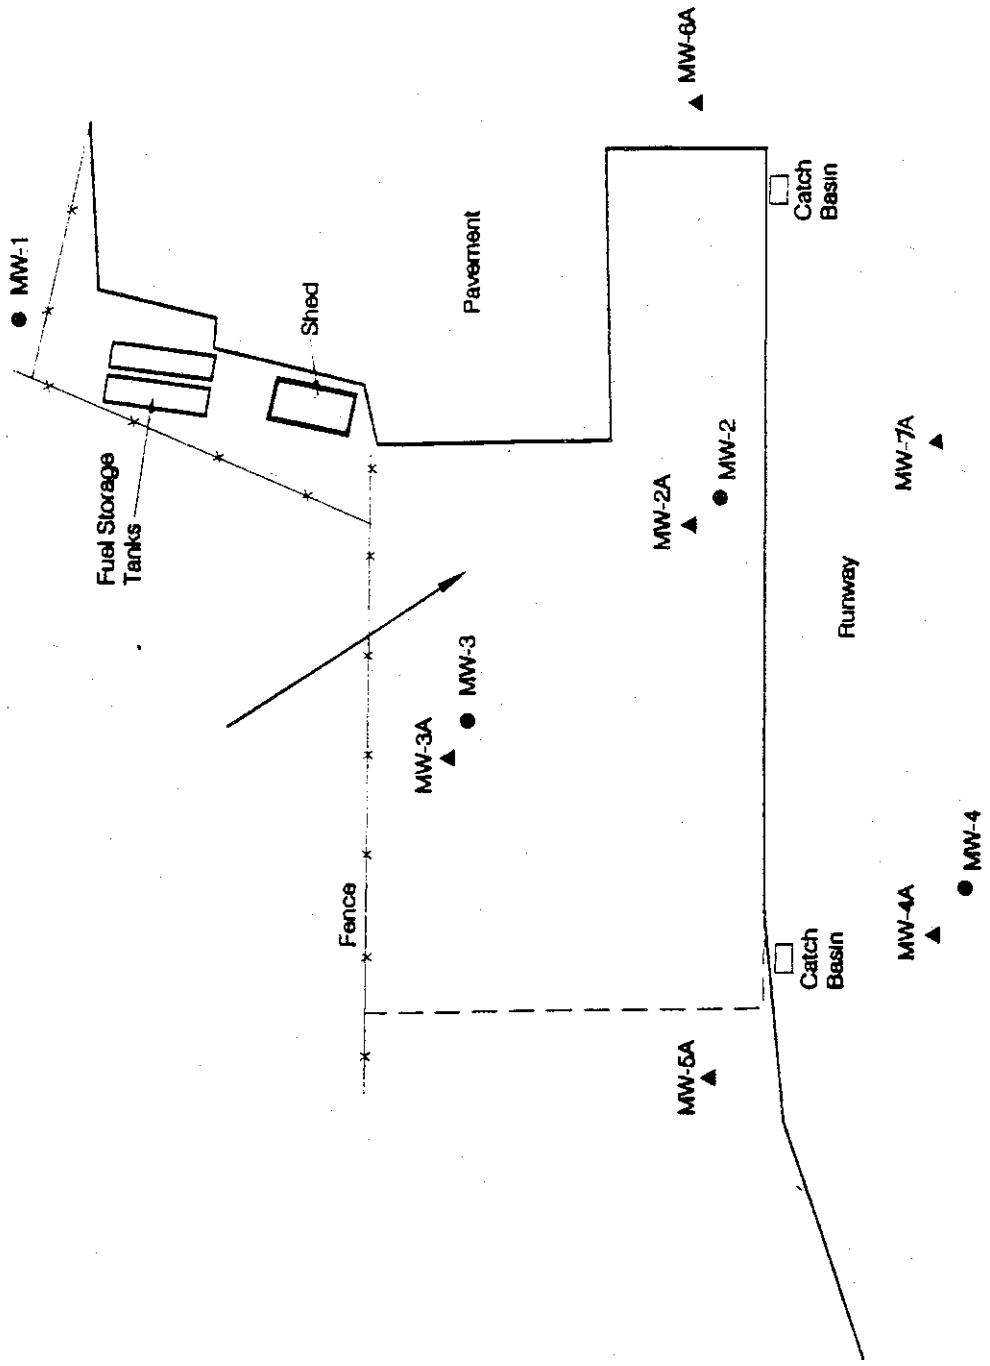 MW-1
Fuel Storage
Tanks
Shed
Fence
MW-3A
MW-3
Pavement
MW-2A
MW-5A
MW-6A
MW-2
Catch
Basin
Catch
Basin
Runway
MW-4A
MW-7A
MW-4